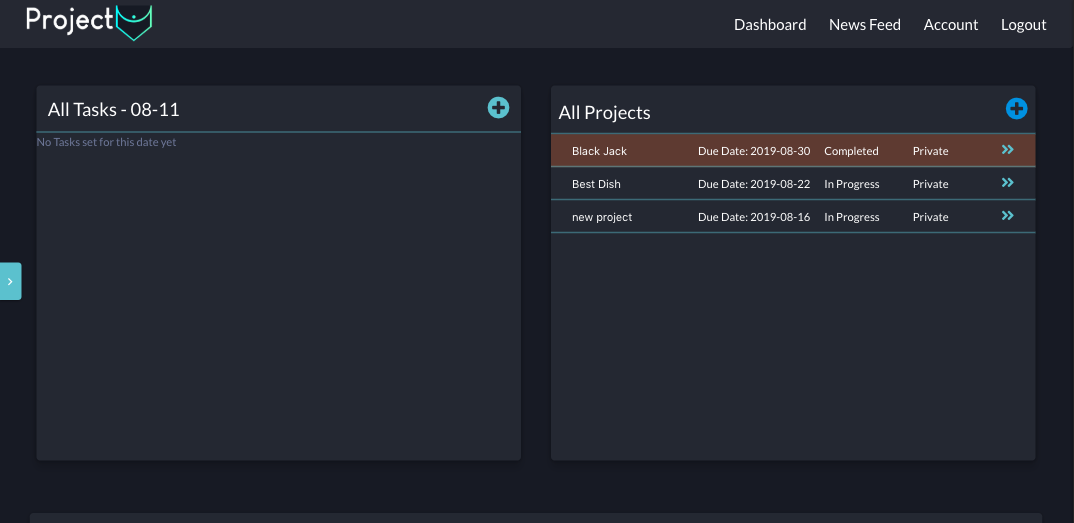 Project
Dashboard News Feed Account Logout
All Tasks - 08-11
No Tasks set for this date yet
All Projects
Black Jack Due Date: 2019-08-30 Completed Private
Best Dish Due Date: 2019-08-22 In Progress Private
new project Due Date: 2019-08-16 In Progress Private